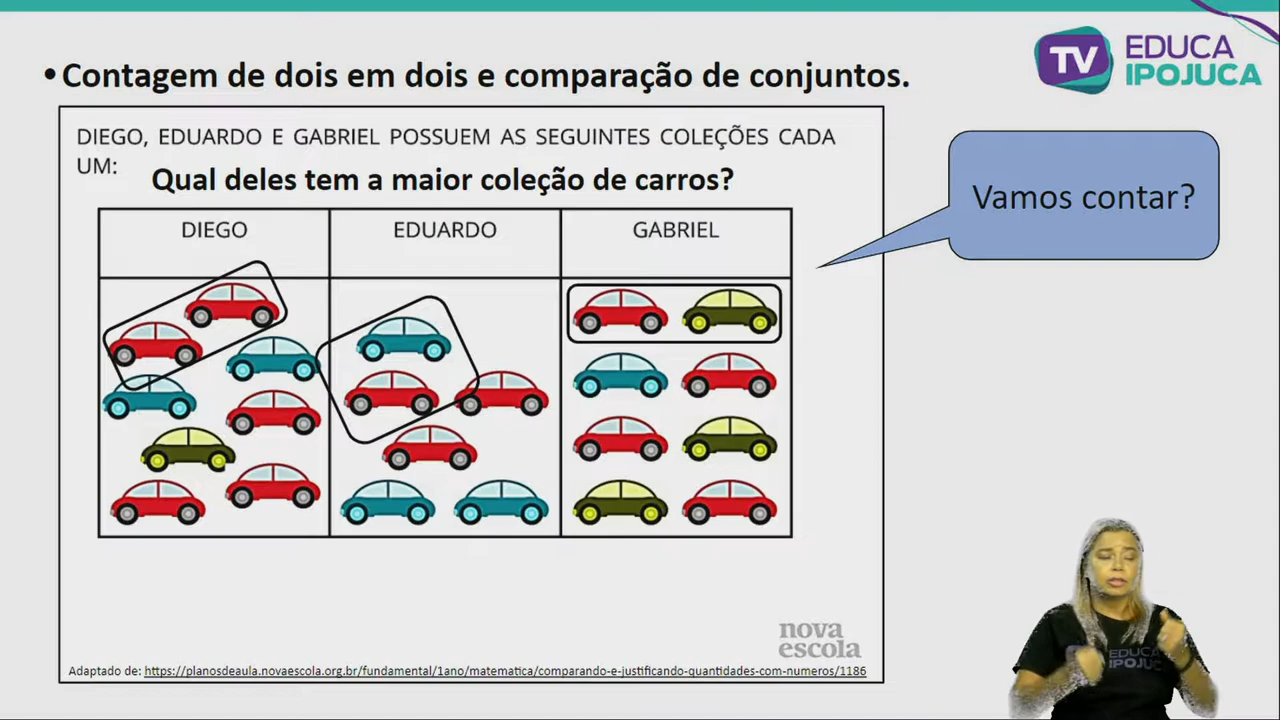 •Contagem de dois em dois e comparação de conjuntos.
TV EDUCA
IPOJUCA
DIEGO, EDUARDO E GABRIEL POSSUEM AS SEGUINTES COLEÇÕES CADA
UM:
Qual deles tem a maior coleção de carros?
Vamos contar?
DIEGO EDUARDO GABRIEL
nova
escola
Adaptado de: https://planosdeaula.novaescola.org.br/fundamental/1ano/matematica/comparando-e-justificando-quantidades-com-numeros/1186
EDUCA
IPOJUC